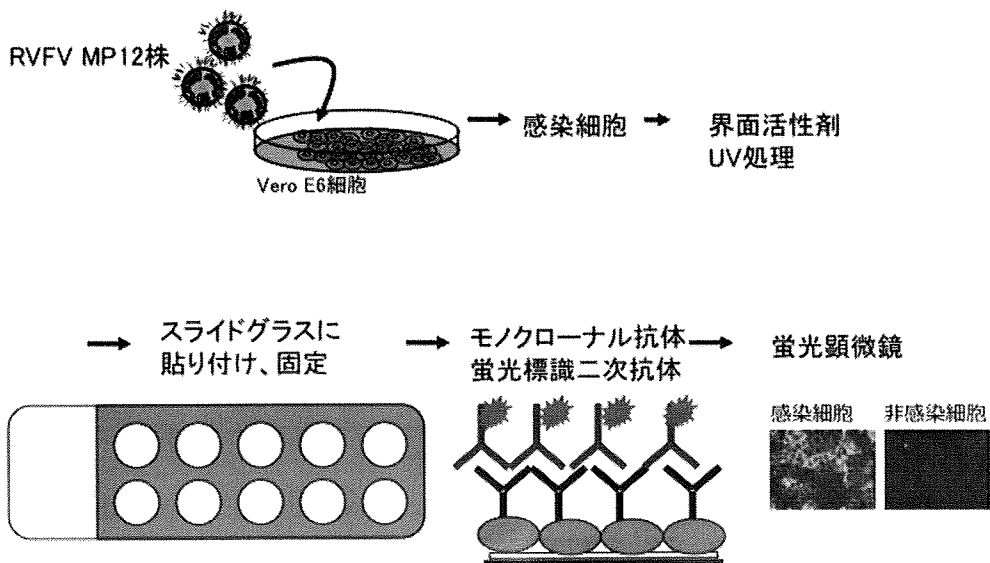 RVFV MP12株
Vero E6細胞
感染細胞
界面活性剤
UV処理
スライドグラスに
貼り付け、固定
モノクローナル抗体
蛍光標識二次抗体
蛍光顕微鏡
感染細胞
非感染細胞